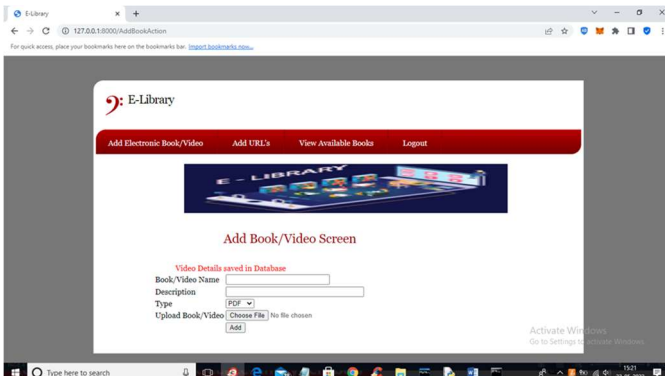 E-Library
127.0.0.1:8000/AddBookAction
For quick access, place your bookmarks here on the bookmarks bar. Import bookmarks now...
E-Library
Add Electronic Book/Video Add URL's View Available Books Logout
E - LIBRARY
Add Book/Video Screen
Video Details saved in Database
Book/Video Name
Description
Type PDF
Upload Book/Video Choose File No file chosen
Add
Activate Windows
Go to Settings to activate Windows.
Type here to search
15:21